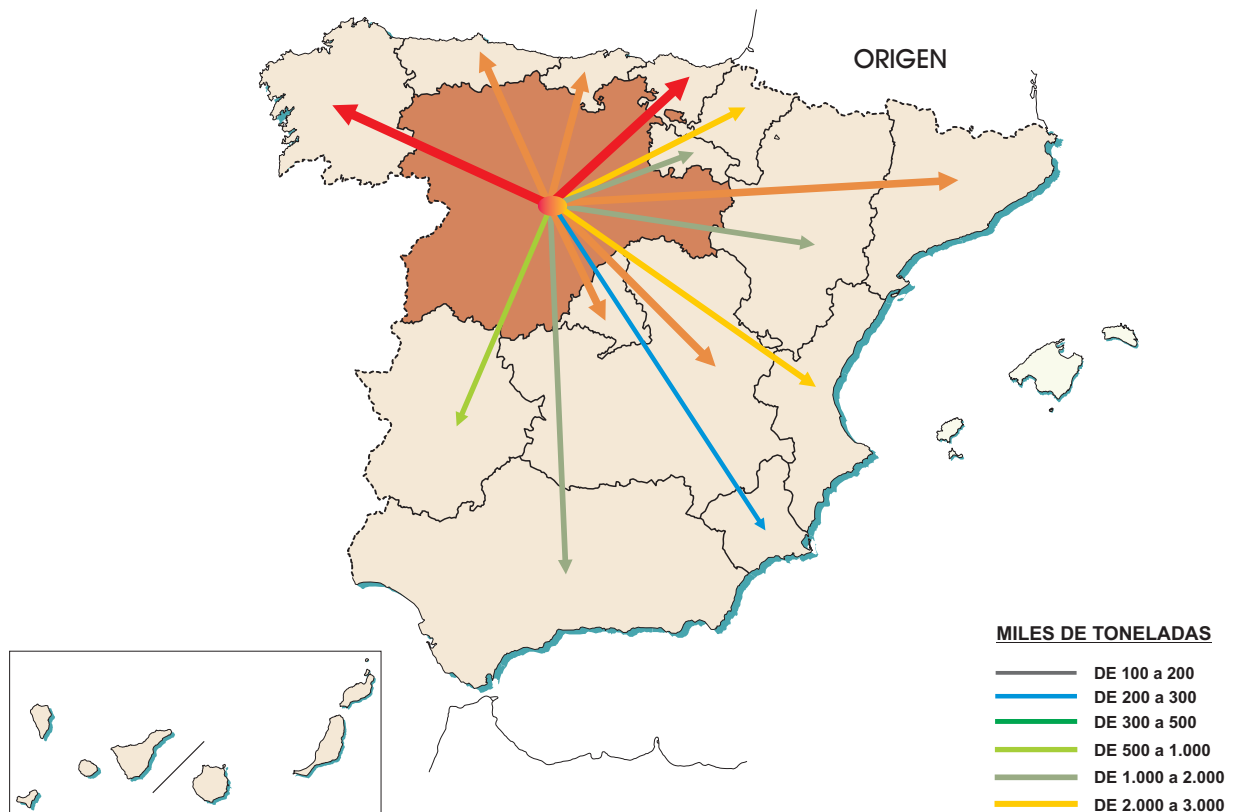 ORIGEN
MILES DE TONELADAS
DE 100 a 200
DE 200 a 300
DE 300 a 500
DE 500 a 1.000
DE 1.000 a 2.000
DE 2.000 a 3.000